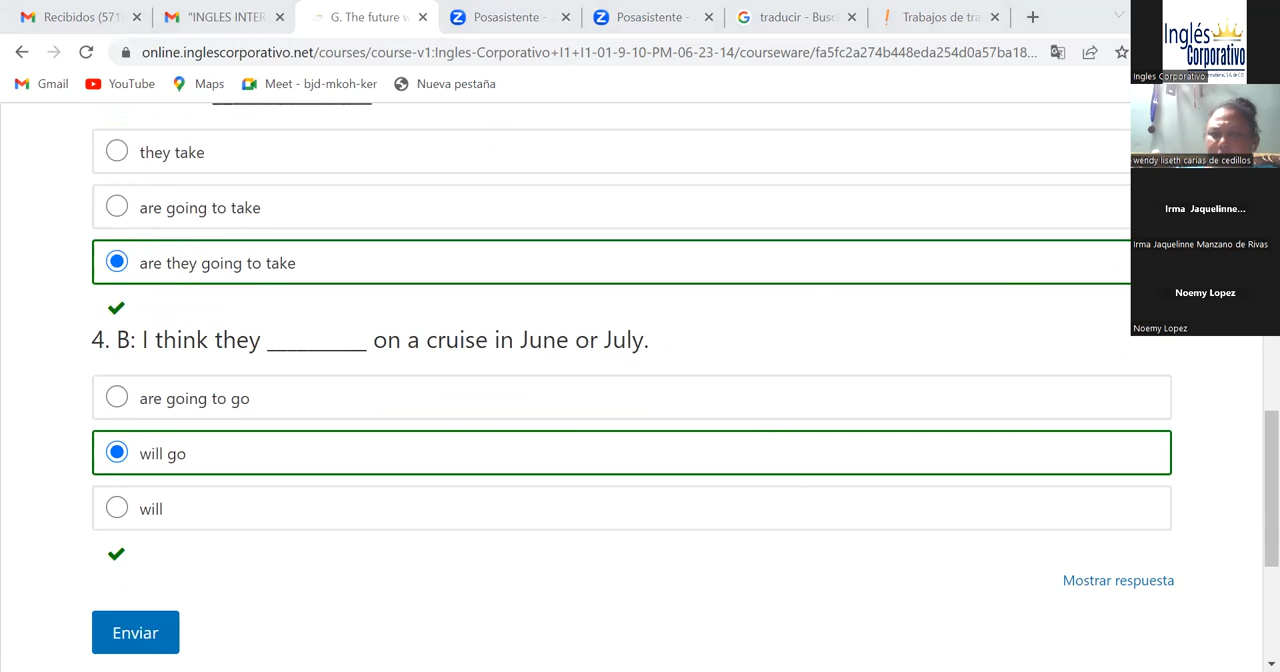 Recibidos (571
"INGLES INTER
G. The future w
Posasistente -
Posasistente -
traducir - Busc
Trabajos de tra
online.inglescorporativo.net/courses/course-v1:Ingles-Corporativo+I1+I1-01-9-10-PM-06-23-14/courseware/fa5fc2a274b448eda254d0a57ba18...
Gmail
YouTube
Maps
Meet - bjd-mkoh-ker
Nueva pestaña
Inglés
Corporativo
Ingles Corporativo
wendy liseth carias de cedillos
Irma Jaquelinne...
Irma Jaquelinne Manzano de Rivas
Noemy Lopez
Noemy Lopez
they take
are going to take
are they going to take
4. B: I think they _________ on a cruise in June or July.
are going to go
will go
will
Mostrar respuesta
Enviar